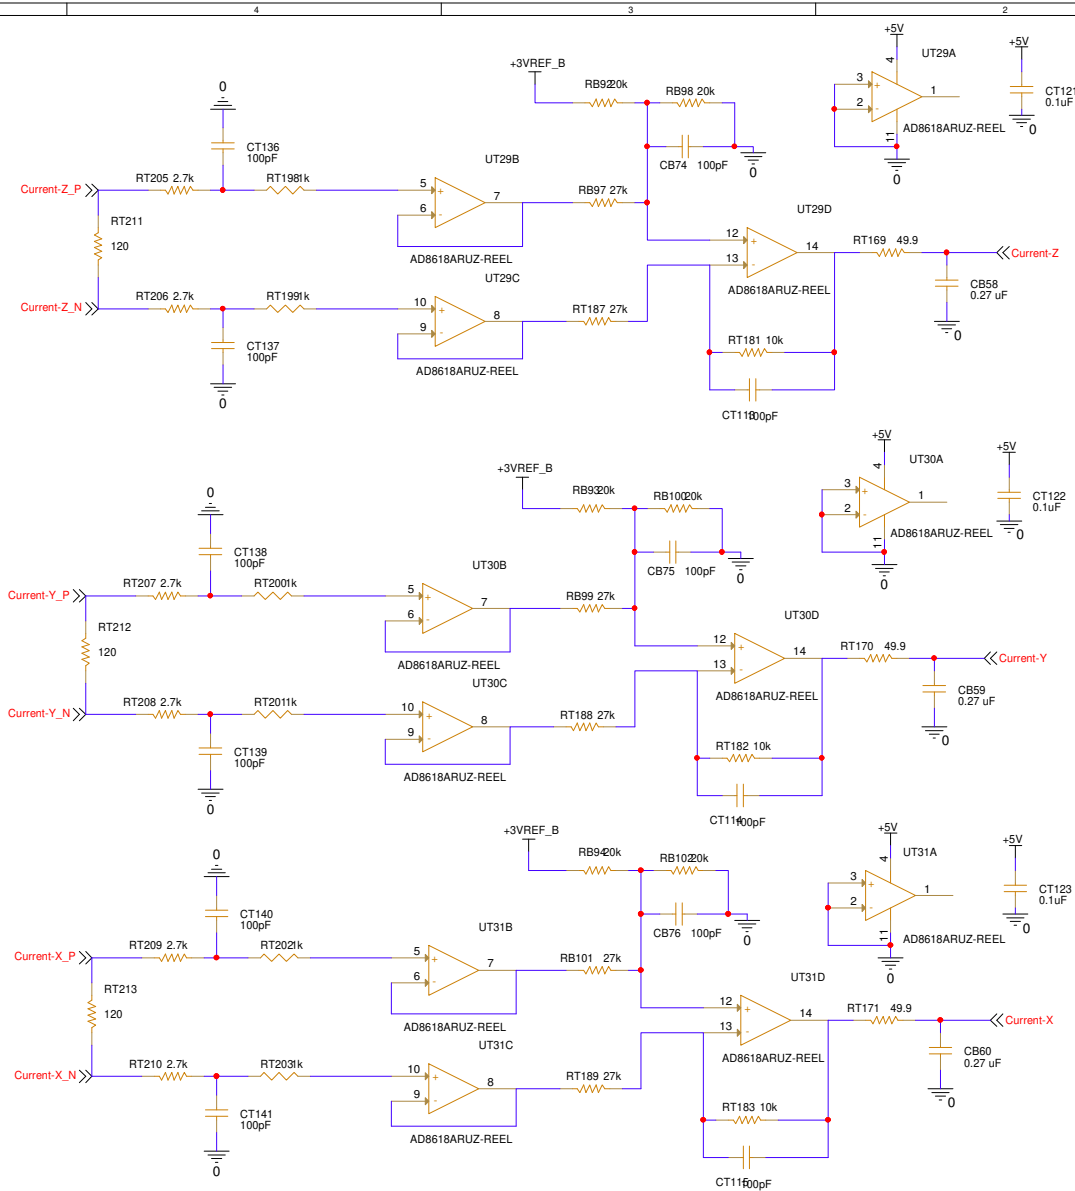 4
3
2
+5V
UT29A
+5V
+3VREF_B
4
RB92 20k
RB98 20k
3
2
1
CT121
0.1uF
0
CT136
100pF
11
AD8618ARUZ-REEL
0
UT29B
CB74 100pF
0
0
Current-Z_P
RT205 2.7k
RT198 1k
5
6
7
RB97 27k
UT29D
RT211
120
12
13
14
RT169 49.9
Current-Z
AD8618ARUZ-REEL
UT29C
AD8618ARUZ-REEL
CB58
0.27 uF
Current-Z_N
RT206 2.7k
RT199 1k
10
9
8
RT187 27k
0
CT137
100pF
RT181 10k
AD8618ARUZ-REEL
0
CT113 100pF
+5V
UT30A
+5V
+3VREF_B
4
RB93 20k
RB100 20k
3
2
1
CT122
0.1uF
0
CT138
100pF
11
AD8618ARUZ-REEL
0
UT30B
CB75 100pF
0
0
Current-Y_P
RT207 2.7k
RT200 1k
5
6
7
RB99 27k
UT30D
RT212
120
12
13
14
RT170 49.9
Current-Y
AD8618ARUZ-REEL
UT30C
AD8618ARUZ-REEL
CB59
0.27 uF
Current-Y_N
RT208 2.7k
RT201 1k
10
9
8
RT188 27k
0
CT139
100pF
RT182 10k
AD8618ARUZ-REEL
0
CT114 100pF
+5V
UT31A
+5V
+3VREF_B
4
RB94 20k
RB102 20k
3
2
1
CT123
0.1uF
0
CT140
100pF
11
AD8618ARUZ-REEL
0
UT31B
CB76 100pF
0
0
Current-X_P
RT209 2.7k
RT202 1k
5
6
7
RB101 27k
UT31D
RT213
120
12
13
14
RT171 49.9
Current-X
AD8618ARUZ-REEL
UT31C
AD8618ARUZ-REEL
CB60
0.27 uF
Current-X_N
RT210 2.7k
RT203 1k
10
9
8
RT189 27k
0
CT141
100pF
RT183 10k
AD8618ARUZ-REEL
0
CT115 100pF